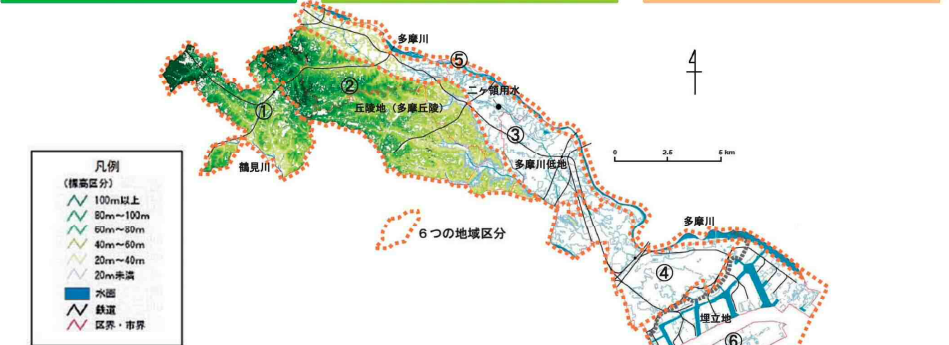 多摩川
⑤
②
二ヶ領用水
①
丘陵地（多摩丘陵）
③
多摩川低地
0 2.5 5 km
鶴見川
凡例
（標高区分）
100m以上
80m～100m
60m～80m
40m～60m
20m～40m
20m未満
水面
鉄道
区界・市界
6つの地域区分
多摩川
④
埋立地
⑥